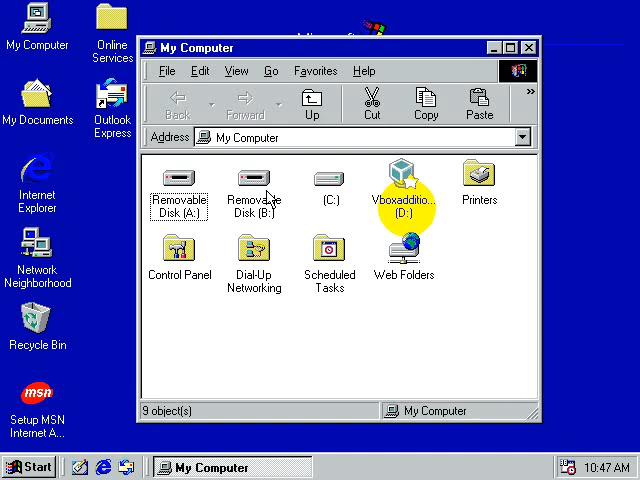 My Computer
Online
Services
My Documents
Outlook
Express
Internet
Explorer
Network
Neighborhood
Recycle Bin
Setup MSN
Internet A...
msn
My Computer
File Edit View Go Favorites Help
Back Forward Up Cut Copy Paste »
Address My Computer
Removable
Disk (A:)
Removable
Disk (B:)
(C:)
Vboxadditio...
(D:)
Printers
Control Panel
Dial-Up
Networking
Scheduled
Tasks
Web Folders
9 object(s) My Computer
Start My Computer 10:47 AM